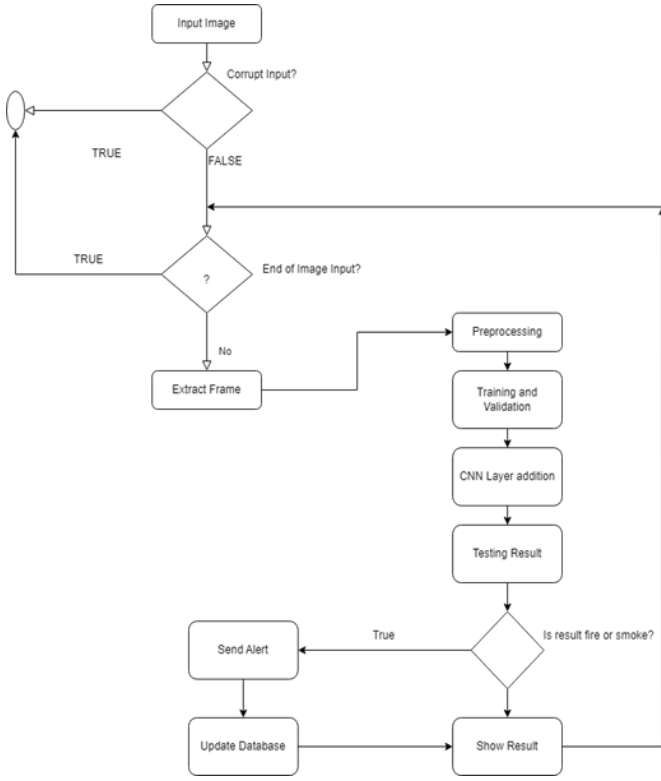 Input Image
Corrupt Input?
TRUE
FALSE
TRUE
?
End of Image Input?
No
Extract Frame
Preprocessing
Training and
Validation
CNN Layer addition
Testing Result
Is result fire or smoke?
True
Send Alert
Update Database
Show Result